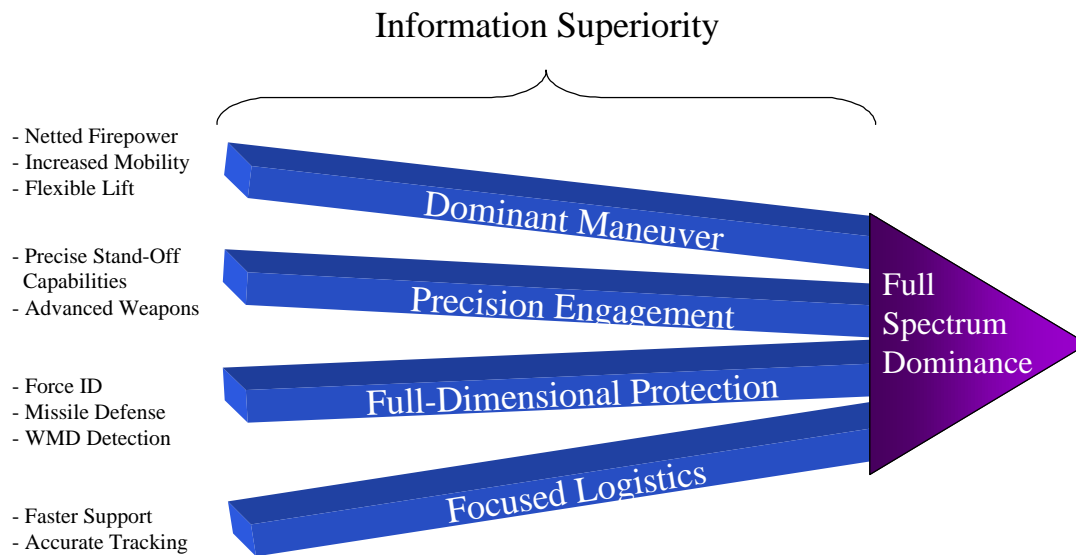 Information Superiority
- Netted Firepower
- Increased Mobility
- Flexible Lift
Dominant Maneuver
- Precise Stand-Off
Capabilities
- Advanced Weapons
Precision Engagement
Full
Spectrum
Dominance
- Force ID
- Missile Defense
- WMD Detection
Full-Dimensional Protection
- Faster Support
- Accurate Tracking
Focused Logistics